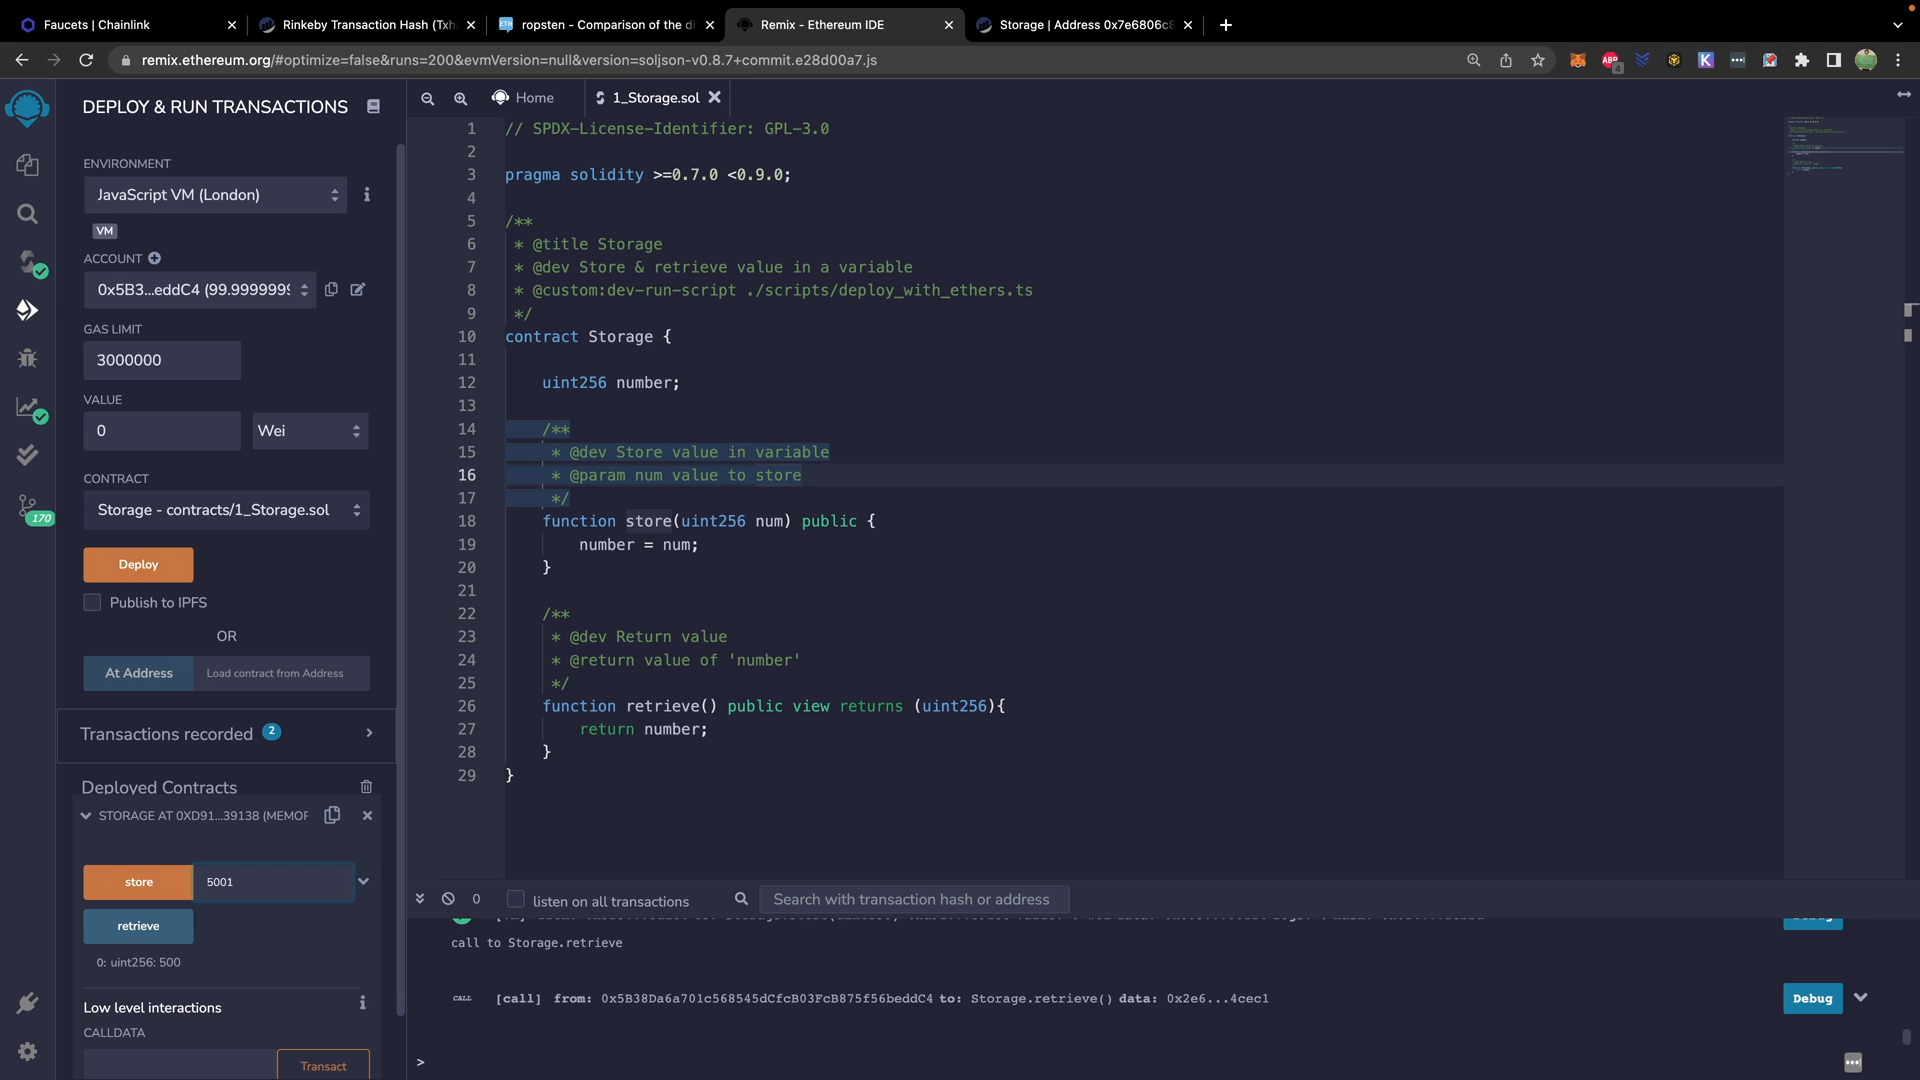 Faucets | Chainlink
Rinkeby Transaction Hash (Txh
ropsten - Comparison of the di
Remix - Ethereum IDE
Storage | Address 0x7e6806c8
remix.ethereum.org/#optimize=false&runs=200&evmVersion=null&version=soljson-v0.8.7+commit.e28d00a7.js
ABP
4
K
DEPLOY & RUN TRANSACTIONS
ENVIRONMENT
JavaScript VM (London)
VM
ACCOUNT
0x5B3...eddC4 (99.9999999
GAS LIMIT
3000000
VALUE
0
Wei
CONTRACT
Storage - contracts/1_Storage.sol
170
Deploy
Publish to IPFS
OR
At Address
Load contract from Address
Transactions recorded 2
Deployed Contracts
STORAGE AT 0XD91...39138 (MEMOR
store
5001
retrieve
0: uint256: 500
Low level interactions
CALLDATA
Transact
Home
1_Storage.sol
1 // SPDX-License-Identifier: GPL-3.0
2
3 pragma solidity >=0.7.0 <0.9.0;
4
5 /**
6 * @title Storage
7 * @dev Store & retrieve value in a variable
8 * @custom:dev-run-script ./scripts/deploy_with_ethers.ts
9 */
10 contract Storage {
11
12 uint256 number;
13
14 /**
15 * @dev Store value in variable
16 * @param num value to store
17 */
18 function store(uint256 num) public {
19 number = num;
20 }
21
22 /**
23 * @dev Return value
24 * @return value of 'number'
25 */
26 function retrieve() public view returns (uint256){
27 return number;
28 }
29 }
0
listen on all transactions
Search with transaction hash or address
Debug
call to Storage.retrieve
CALL [call] from: 0x5B38Da6a701c568545dCfcB03FcB875f56beddC4 to: Storage.retrieve() data: 0x2e6...4cec1
Debug
>